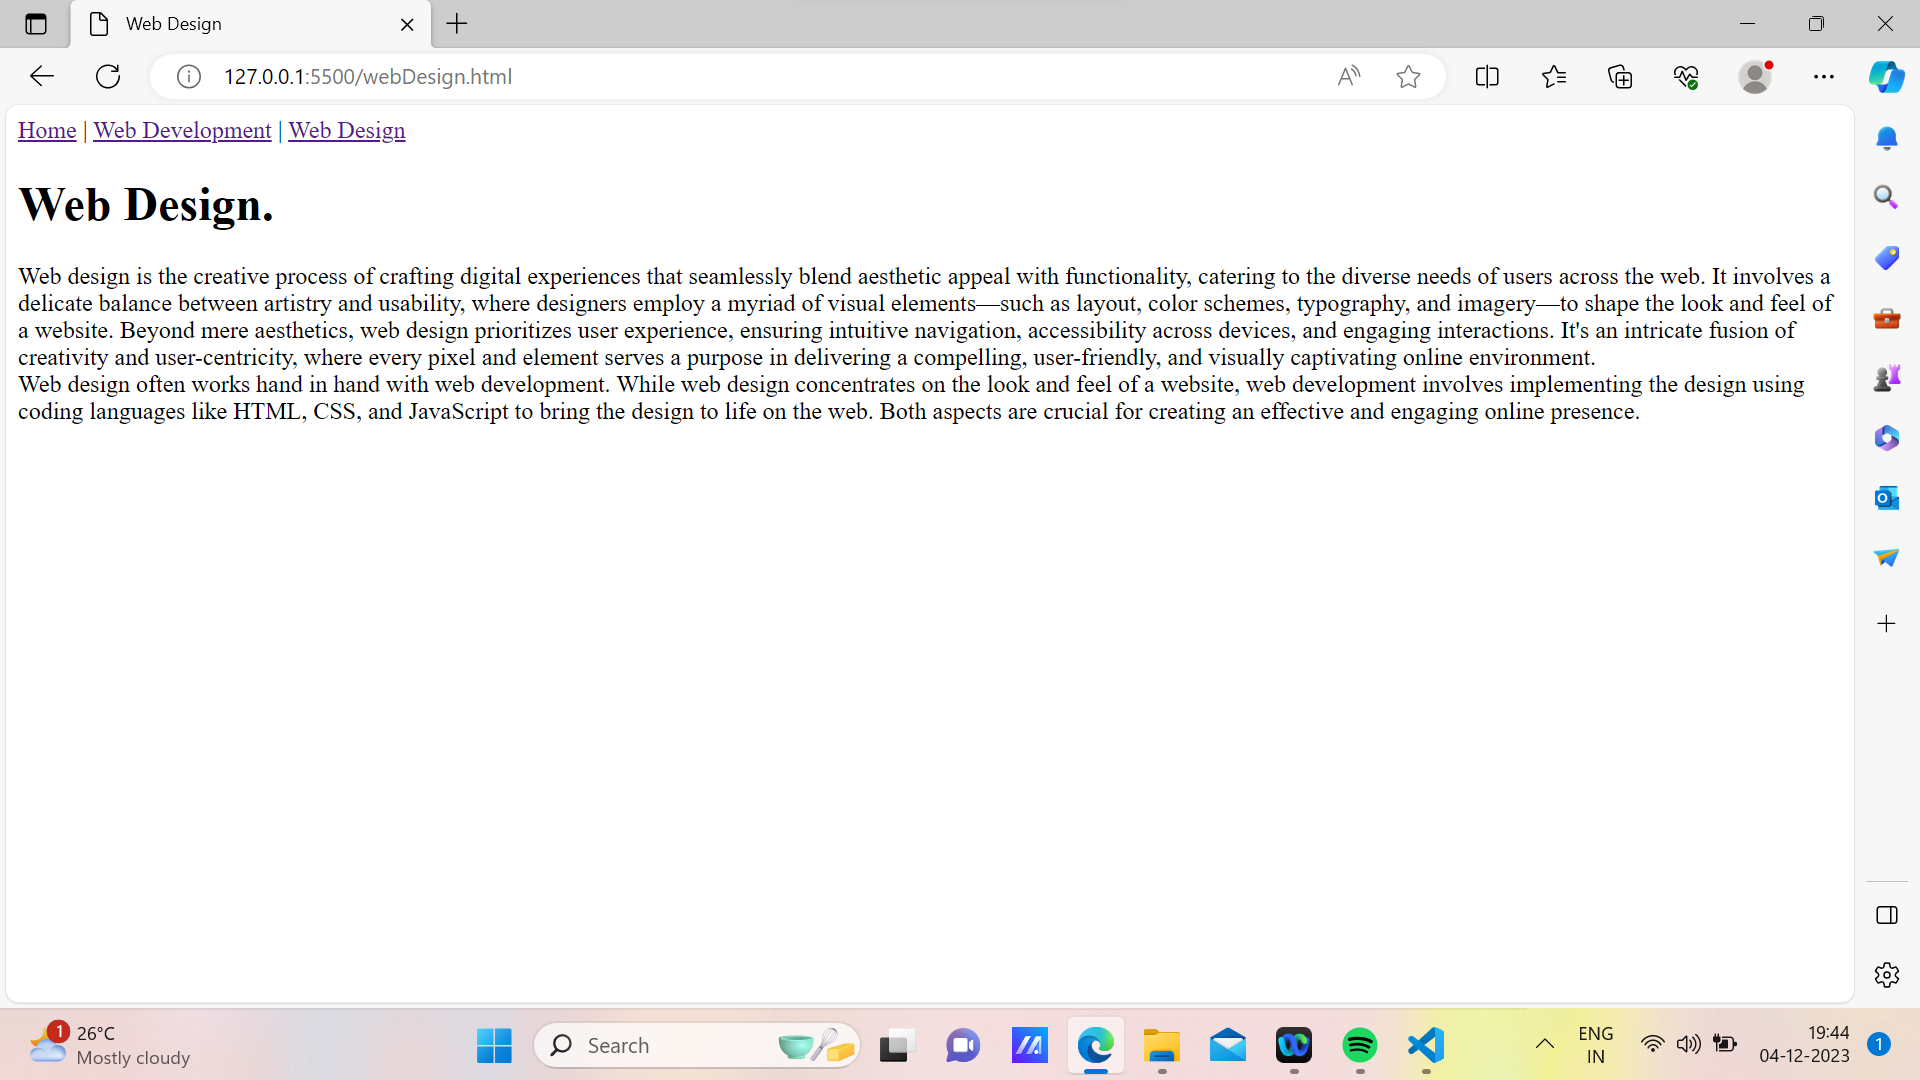 Web Design
127.0.0.1:5500/webDesign.html
Home | Web Development | Web Design
Web Design.
Web design is the creative process of crafting digital experiences that seamlessly blend aesthetic appeal with functionality, catering to the diverse needs of users across the web. It involves a
delicate balance between artistry and usability, where designers employ a myriad of visual elements—such as layout, color schemes, typography, and imagery—to shape the look and feel of
a website. Beyond mere aesthetics, web design prioritizes user experience, ensuring intuitive navigation, accessibility across devices, and engaging interactions. It's an intricate fusion of
creativity and user-centricity, where every pixel and element serves a purpose in delivering a compelling, user-friendly, and visually captivating online environment.
Web design often works hand in hand with web development. While web design concentrates on the look and feel of a website, web development involves implementing the design using
coding languages like HTML, CSS, and JavaScript to bring the design to life on the web. Both aspects are crucial for creating an effective and engaging online presence.
1
26°C
Mostly cloudy
Search
ENG
IN
19:44
04-12-2023
1